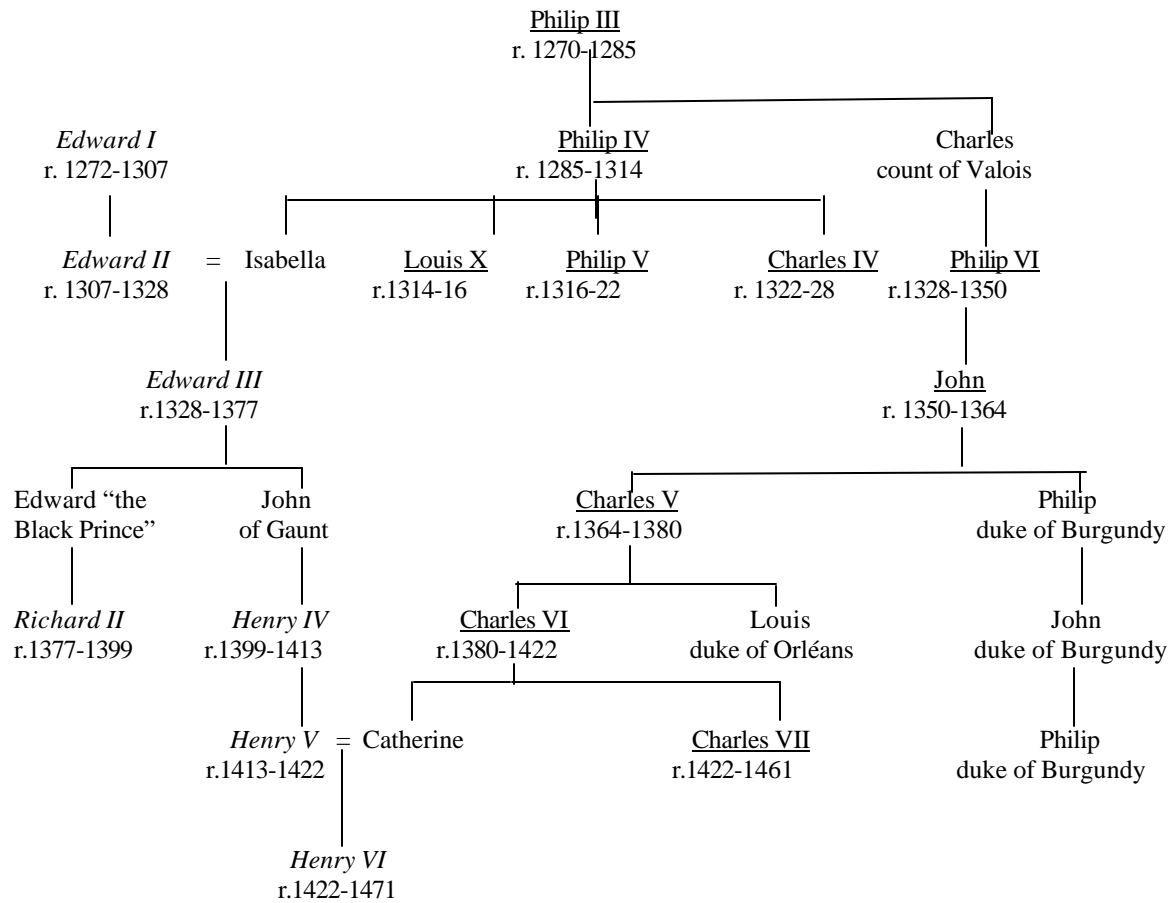 Philip III
r. 1270-1285
Edward I
r. 1272-1307
Philip IV
r. 1285-1314
Charles
count of Valois
Edward II = Isabella
r. 1307-1328
Louis X
r.1314-16
Philip V
r.1316-22
Charles IV
r. 1322-28
Philip VI
r.1328-1350
Edward III
r.1328-1377
John
r. 1350-1364
Edward “the
Black Prince”
John
of Gaunt
Charles V
r.1364-1380
Philip
duke of Burgundy
Richard II
r.1377-1399
Henry IV
r.1399-1413
Charles VI
r.1380-1422
Louis
duke of Orléans
John
duke of Burgundy
Henry V = Catherine
r.1413-1422
Charles VII
r.1422-1461
Philip
duke of Burgundy
Henry VI
r.1422-1471